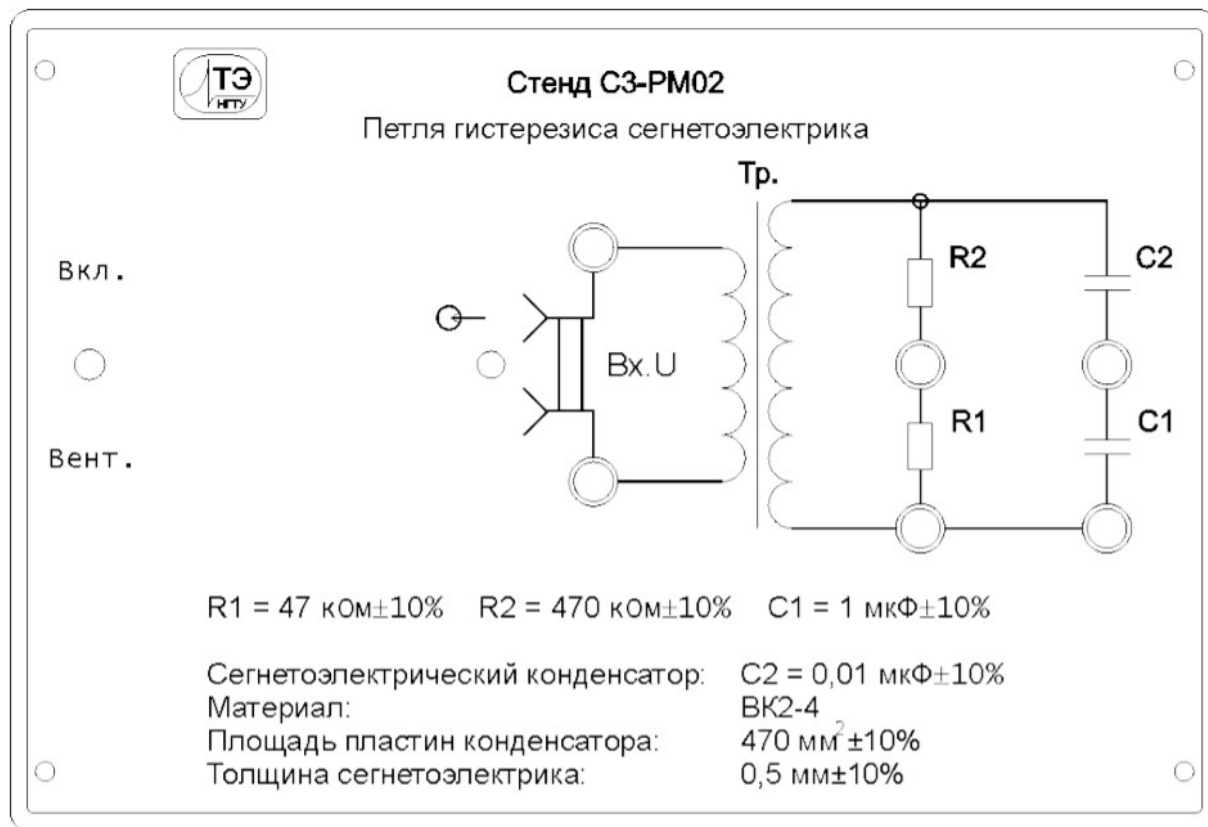 ТЭ
НГТУ
Стенд С3-РМ02
Петля гистерезиса сегнетоэлектрика
Тр.
Вкл.
R2
C2
Вх.U
R1
C1
Вент.
R1 = 47 кОм±10% R2 = 470 кОм±10% C1 = 1 мкФ±10%
Сегнетоэлектрический конденсатор: C2 = 0,01 мкФ±10%
Материал: ВК2-4
Площадь пластин конденсатора: 470 мм²±10%
Толщина сегнетоэлектрика: 0,5 мм±10%